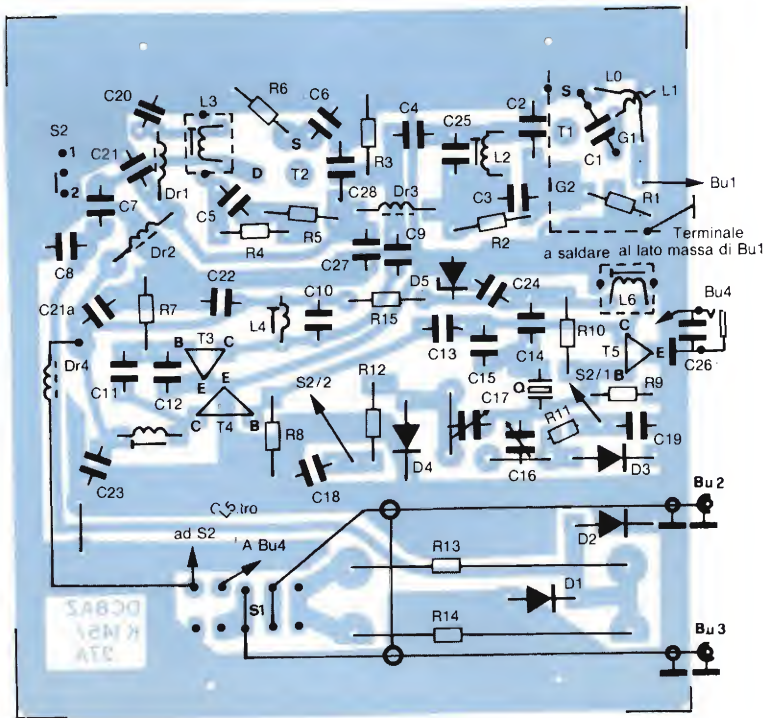 R6
C6
C20
L3
C4
C25
C2
S
L0
L1
S2
S
T1
G1
1
C21
R3
C1
D
T2
L2
2
Dr1
C28
Dr3
C3
G2
R1
Bu1
C7
C5
R5
R2
R4
Terminale
Dr2
C9
a saldare al lato massa di Bu1
C8
C27
D5
C24
L6
C22
C10
Bu4
C21a
R7
L4
R15
R10
C
T3
C13
C14
T5
E
B
C
C26
Dr4
C15
S2/1
E
E
S2/2
R12
Q
B
R9
C11
C12
C17
C
T4
B
R8
R11
C19
D4
C16
D3
C23
C18
Bu2
ad S2
A Bu4
D2
R13
S1
D1
R14
Bu3